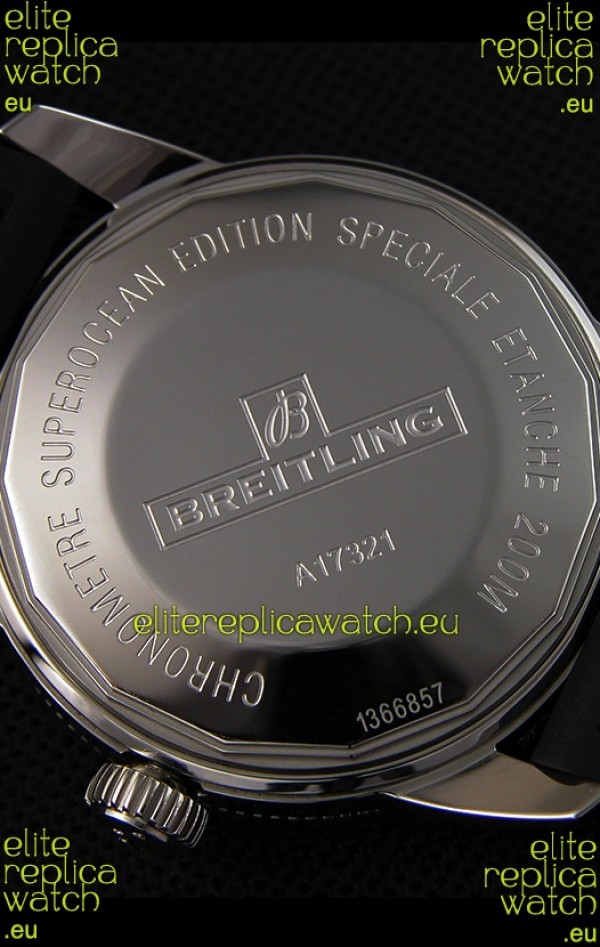 elite
replica
watch
.eu
elite
replica
watch
.eu
CHRONOMETRE SUPEROCEAN EDITION SPECIALE ETANCHE 200M
B
BREITLING
A17321
elitereplicawatch.eu
1366857
elite
replica
watch
.eu
elite
replica
watch
.eu